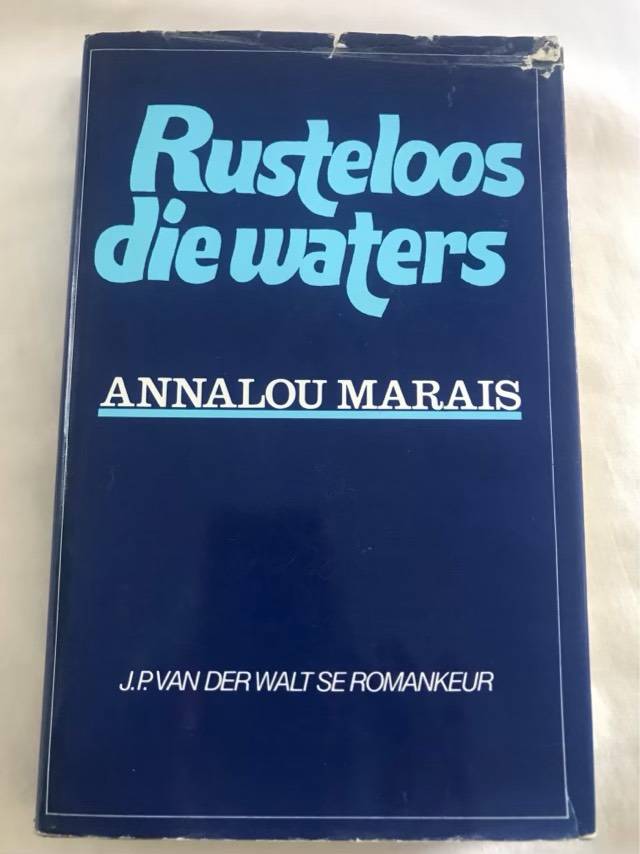 Rusteloos
die waters
ANNALOU MARAIS
J.P. VAN DER WALT SE ROMANKEUR